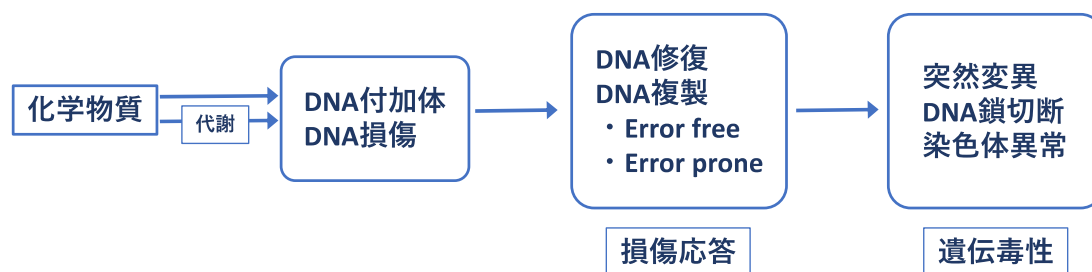 化学物質
代謝
DNA付加体
DNA損傷
DNA修復
DNA複製
・Error free
・Error prone
損傷応答
突然変異
DNA鎖切断
染色体異常
遺伝毒性